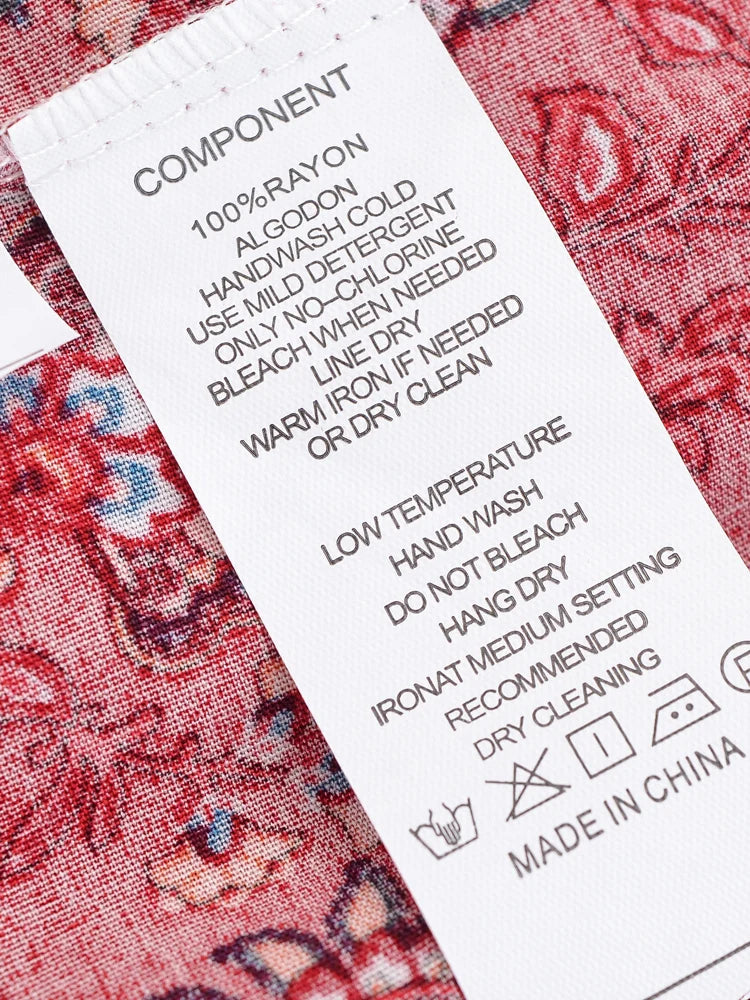 COMPONENT
100%RAYON
ALGODON
HANDWASH COLD
USE MILD DETERGENT
ONLY NO-CHLORINE
BLEACH WHEN NEEDED
LINE DRY
WARM IRON IF NEEDED
OR DRY CLEAN
LOW TEMPERATURE
HAND WASH
DO NOT BLEACH
HANG DRY
IRONAT MEDIUM SETTING
RECOMMENDED
DRY CLEANING
MADE IN CHINA